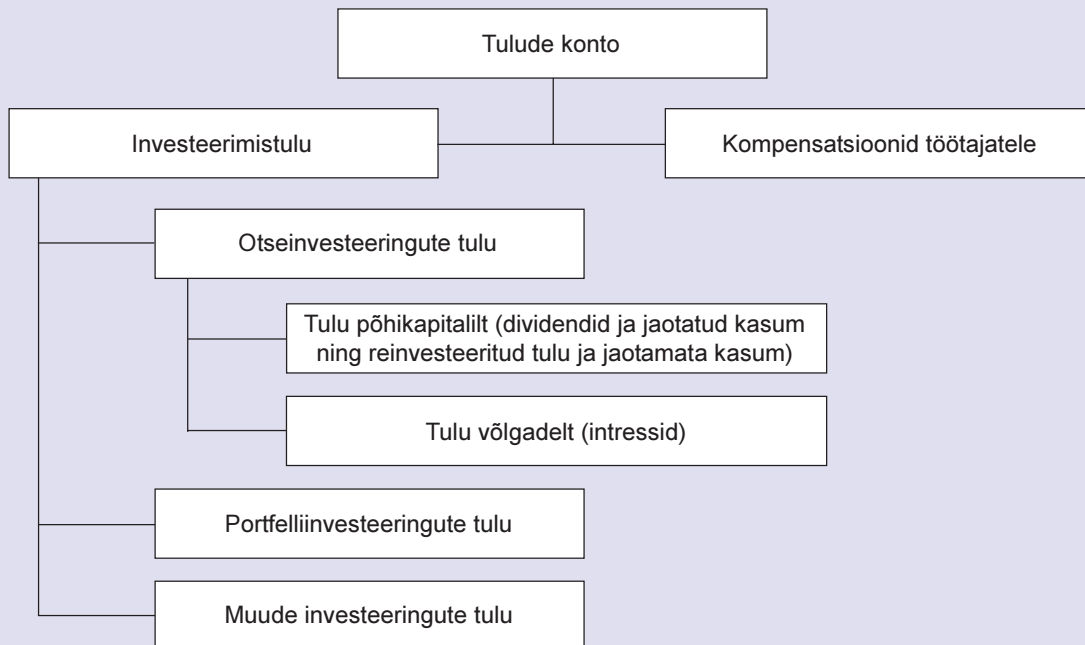 Tulude konto
Investeerimistulu
Kompensatsioonid töötajatele
Otseinvesteeringute tulu
Tulu põhikapitalilt (dividendid ja jaotatud kasum
ning reinvesteeritud tulu ja jaotamata kasum)
Tulu võlgadelt (intressid)
Portfelliinvesteeringute tulu
Muude investeeringute tulu